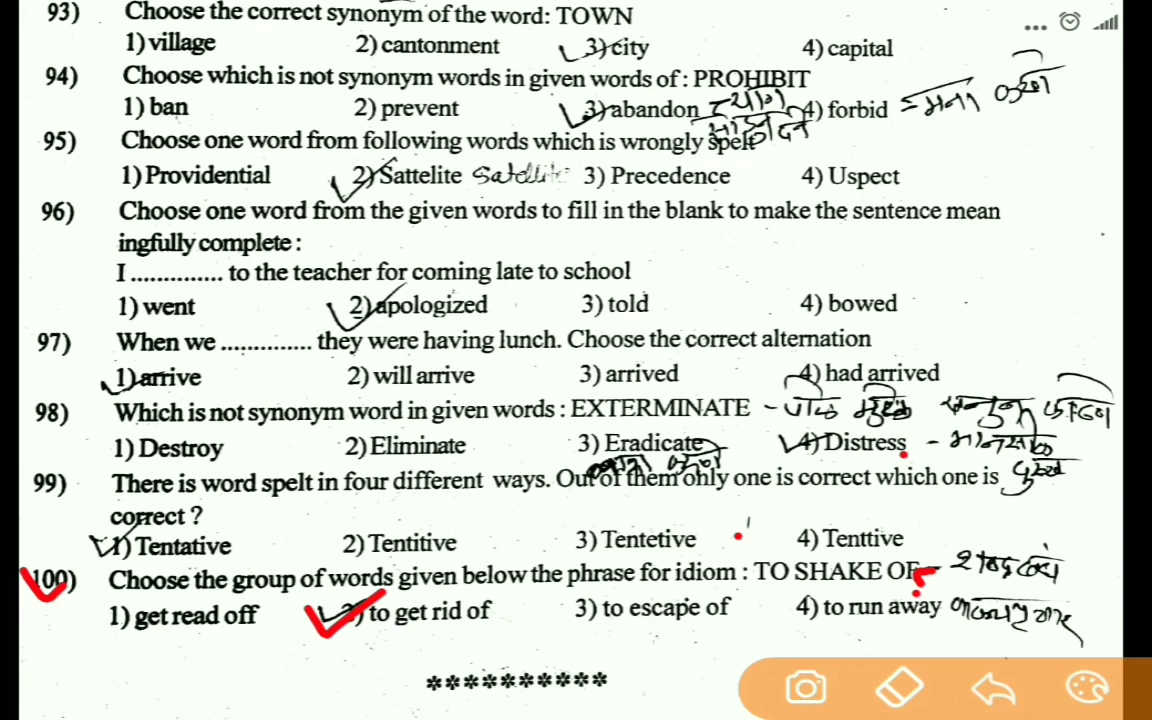 93) Choose the correct synonym of the word: TOWN
1) village 2) cantonment 3) city 4) capital
94) Choose which is not synonym words in given words of : PROHIBIT
1) ban 2) prevent 3) abandon 4) forbid
95) Choose one word from following words which is wrongly spelt
1) Providential 2) Sattelite Satellite 3) Precedence 4) Uspect
96) Choose one word from the given words to fill in the blank to make the sentence mean
ingfully complete :
I .............. to the teacher for coming late to school
1) went 2) apologized 3) told 4) bowed
97) When we .............. they were having lunch. Choose the correct alternation
1) arrive 2) will arrive 3) arrived 4) had arrived
98) Which is not synonym word in given words : EXTERMINATE
1) Destroy 2) Eliminate 3) Eradicate 4) Distress
99) There is word spelt in four different ways. Out of them only one is correct which one is
correct ?
1) Tentative 2) Tentitive 3) Tentetive 4) Tenttive
100) Choose the group of words given below the phrase for idiom : TO SHAKE OF
1) get read off 2) to get rid of 3) to escape of 4) to run away
**********